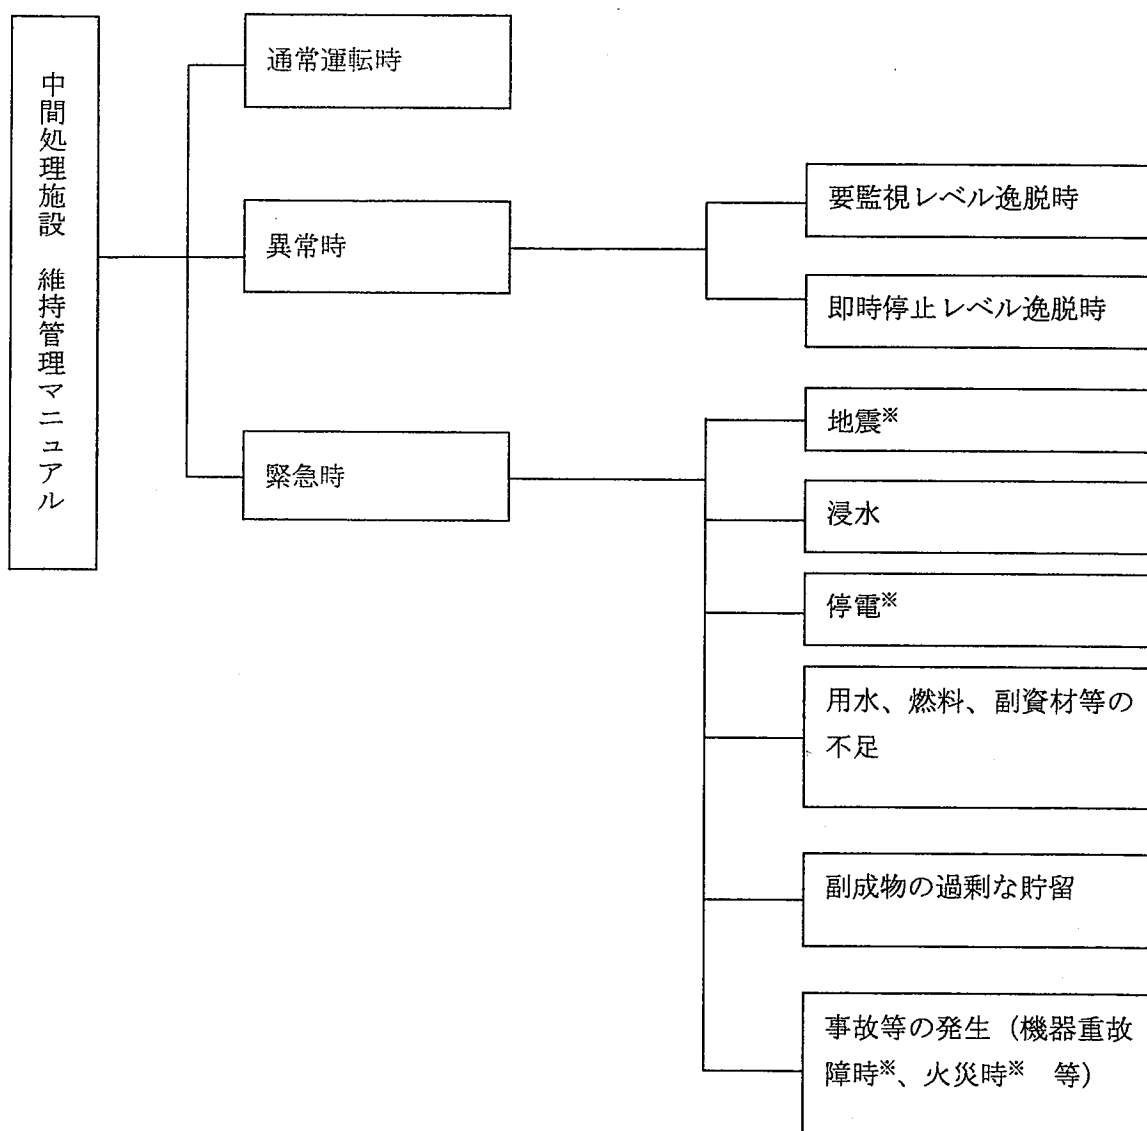 中間処理施設　維持管理マニュアル
通常運転時
異常時
要監視レベル逸脱時
即時停止レベル逸脱時
緊急時
地震※
浸水
停電※
用水、燃料、副資材等の
不足
副成物の過剰な貯留
事故等の発生（機器重故
障時※、火災時※　等）